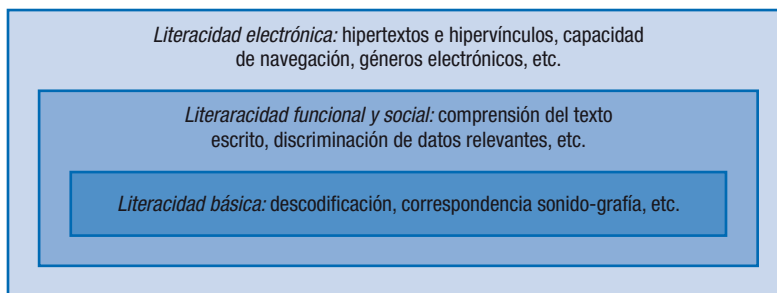 Literacidad electrónica: hipertextos e hipervínculos, capacidad
de navegación, géneros electrónicos, etc.
Literaracidad funcional y social: comprensión del texto
escrito, discriminación de datos relevantes, etc.
Literacidad básica: descodificación, correspondencia sonido-grafía, etc.